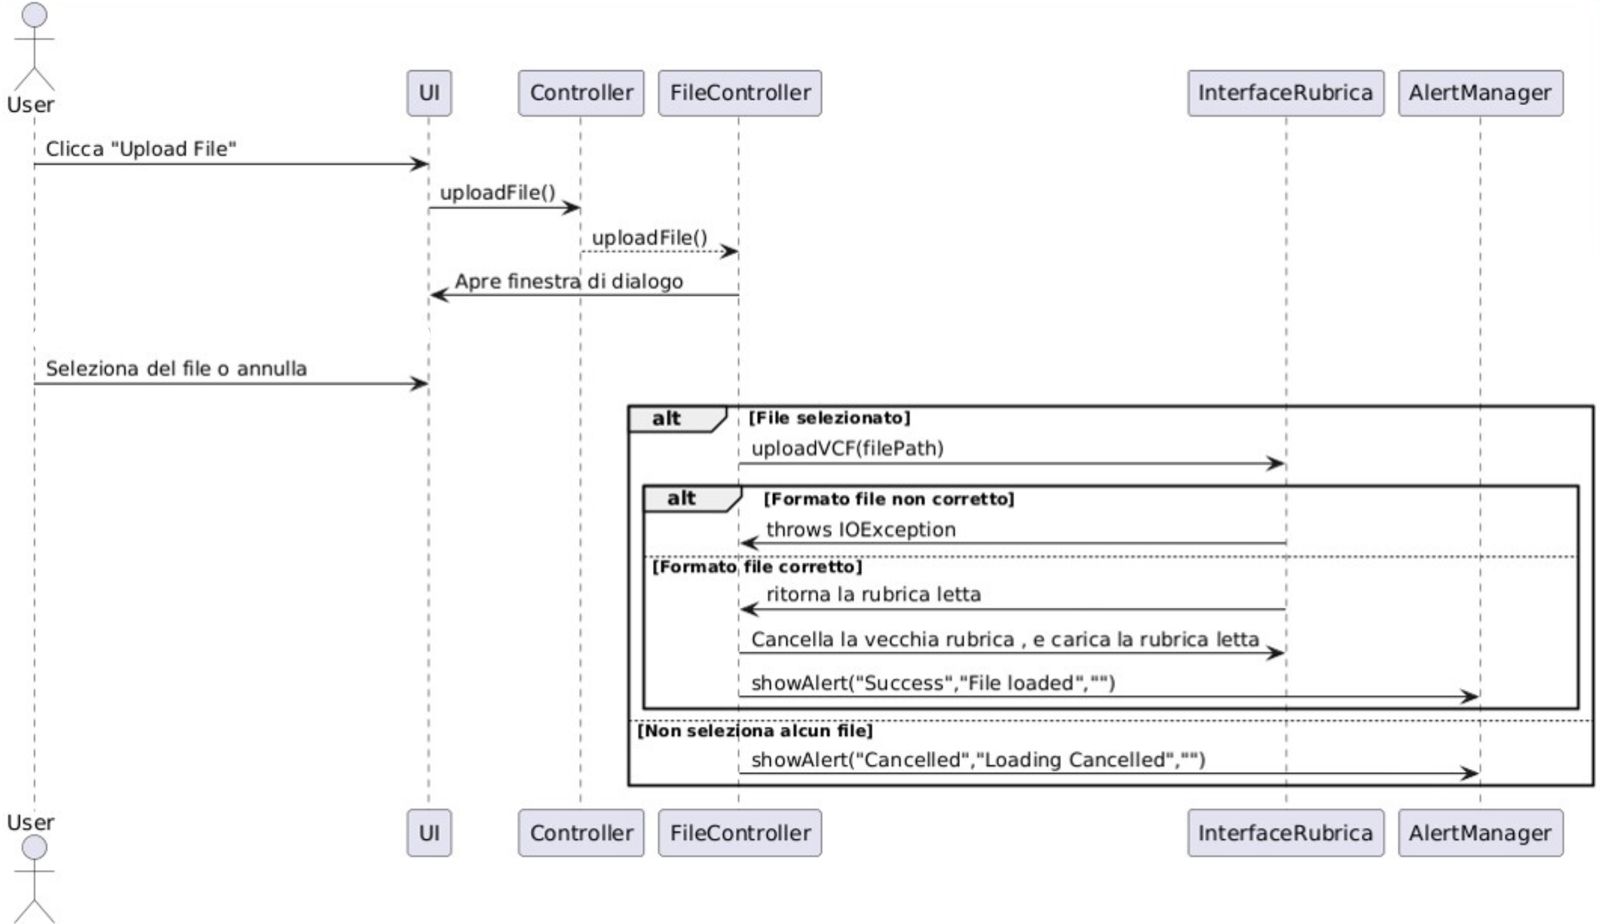 User
UI
Controller
FileController
InterfaceRubrica
AlertManager
Clicca "Upload File"
uploadFile()
uploadFile()
Apre finestra di dialogo
Seleziona del file o annulla
alt
[File selezionato]
uploadVCF(filePath)
alt
[Formato file non corretto]
throws IOException
[Formato file corretto]
ritorna la rubrica letta
Cancella la vecchia rubrica , e carica la rubrica letta
showAlert("Success","File loaded","")
[Non seleziona alcun file]
showAlert("Cancelled","Loading Cancelled","")
User
UI
Controller
FileController
InterfaceRubrica
AlertManager